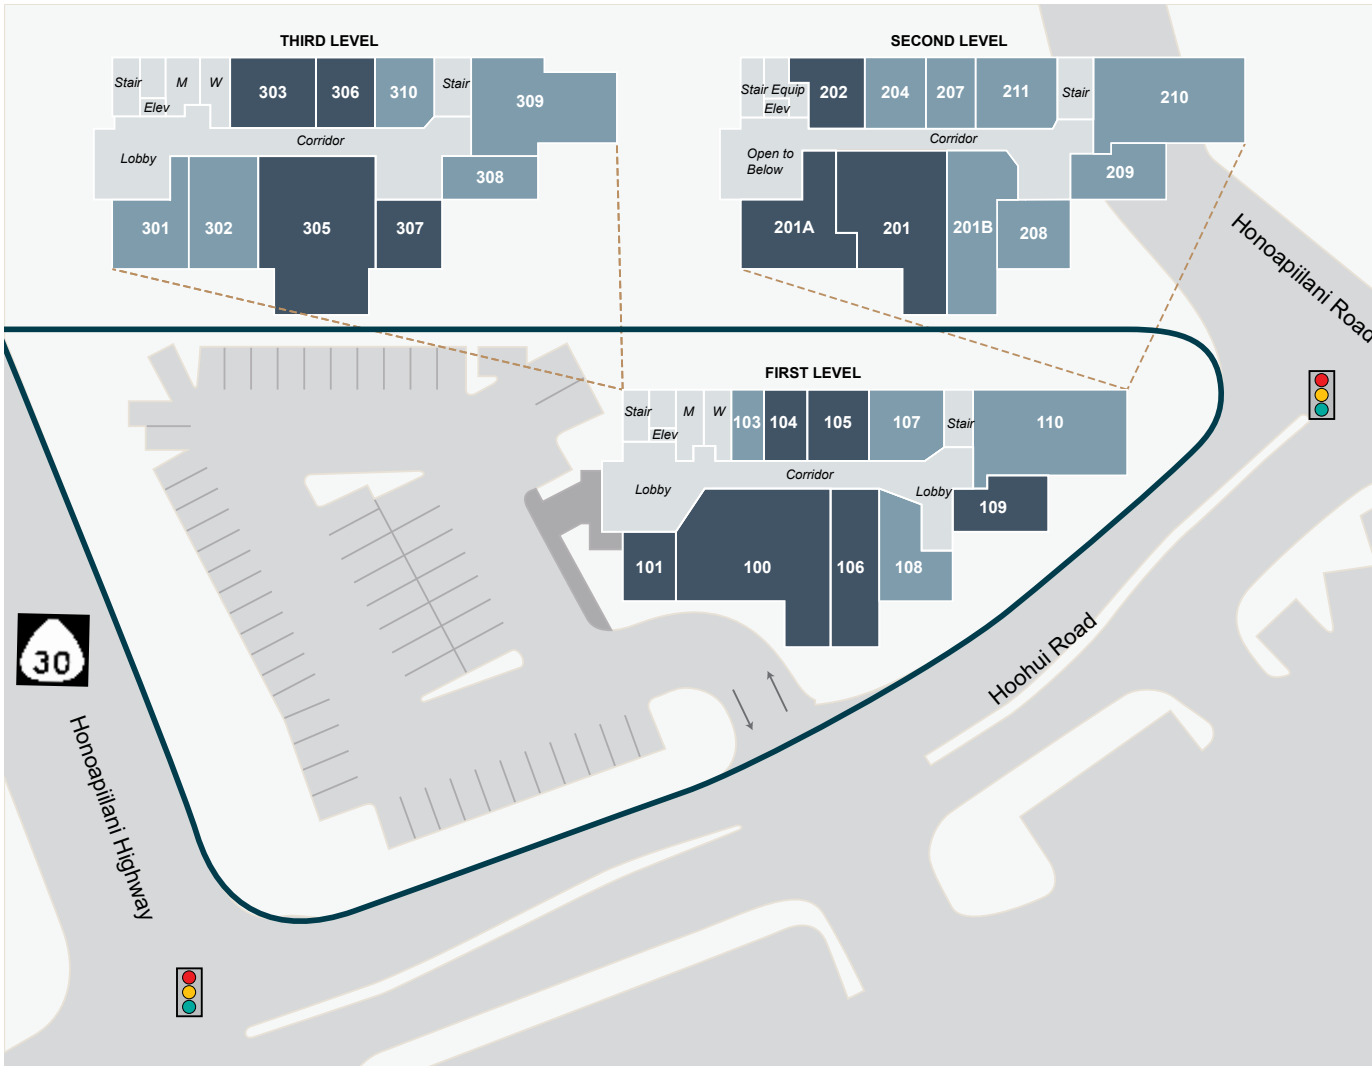 THIRD LEVEL
Stair
Elev
M
W
303
306
310
Stair
309
Corridor
Lobby
308
301
302
305
307
SECOND LEVEL
Stair
Equip
Elev
202
204
207
211
Stair
210
Corridor
Open to
Below
209
201A
201
201B
208
Honoapiilani Road
FIRST LEVEL
Stair
Elev
M
W
103
104
105
107
Stair
110
Corridor
Lobby
Lobby
109
101
100
106
108
30
Hoohui Road
Honoapiilani Highway